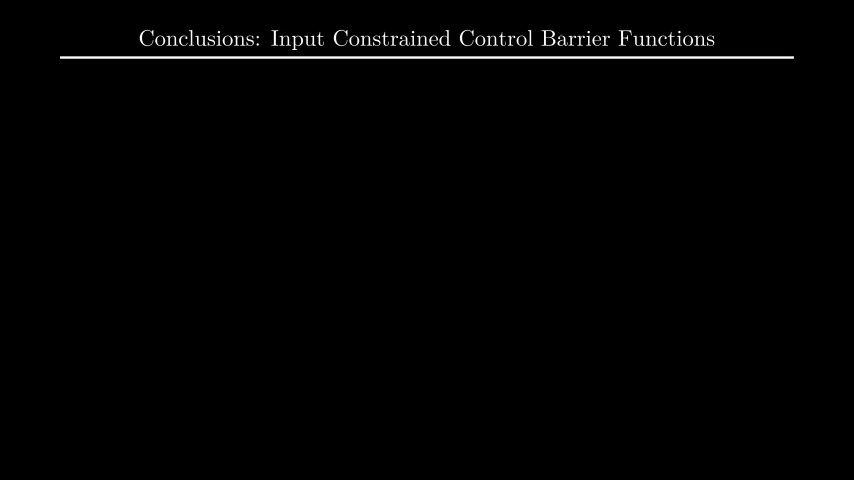 Conclusions: Input Constrained Control Barrier Functions